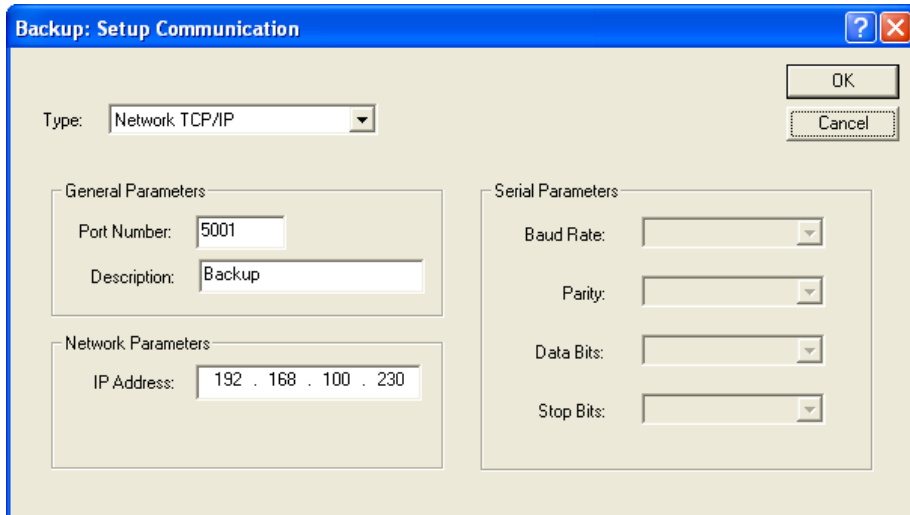 Backup: Setup Communication
OK
Type: Network TCP/IP
Cancel
General Parameters
Port Number: 5001
Description: Backup
Network Parameters
IP Address: 192 . 168 . 100 . 230
Serial Parameters
Baud Rate:
Parity:
Data Bits:
Stop Bits: